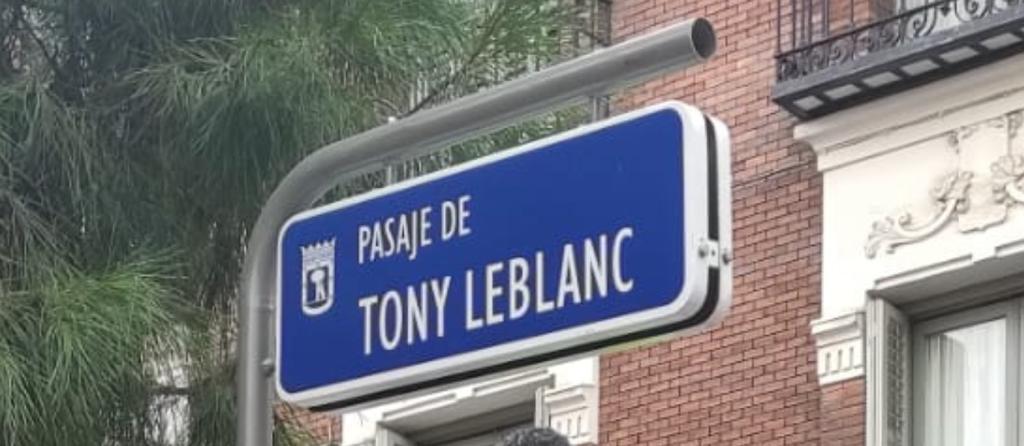 PASAJE DE
TONY LEBLANC